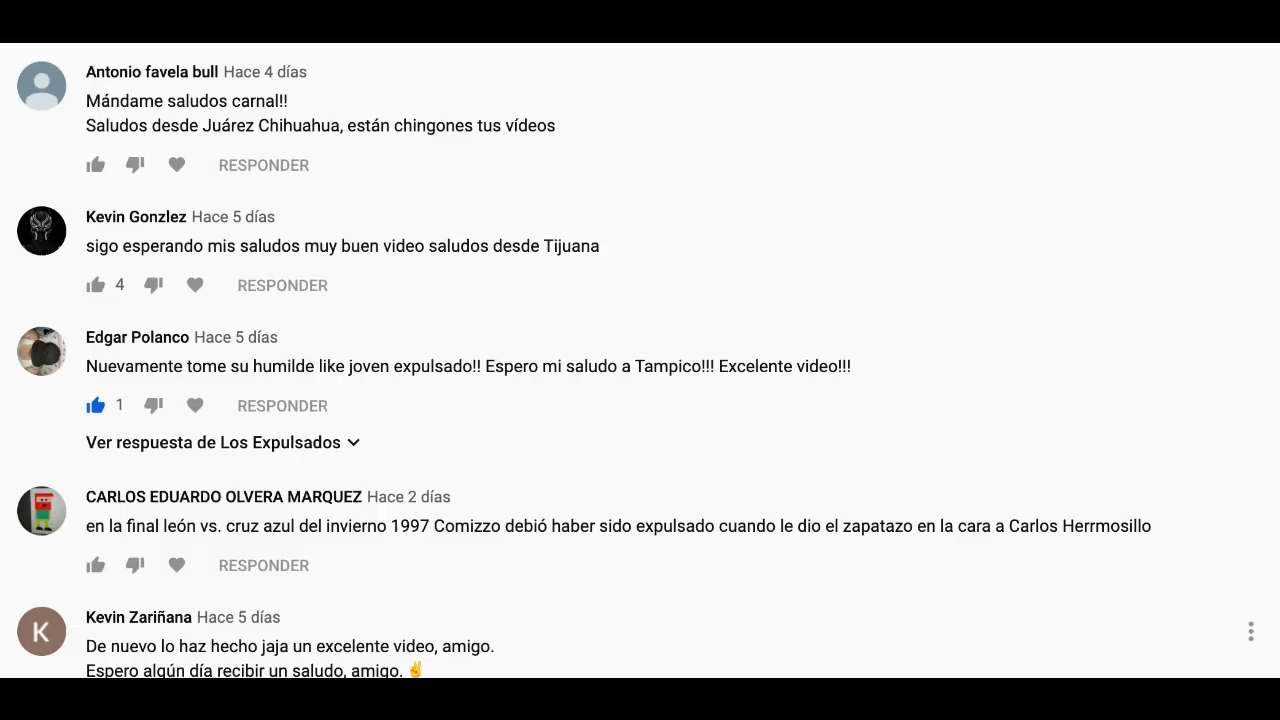 Antonio favela bull Hace 4 días
Mándame saludos carnal!!
Saludos desde Juárez Chihuahua, están chingones tus vídeos
RESPONDER
Kevin Gonzlez Hace 5 días
sigo esperando mis saludos muy buen video saludos desde Tijuana
4 RESPONDER
Edgar Polanco Hace 5 días
Nuevamente tome su humilde like joven expulsado!! Espero mi saludo a Tampico!!! Excelente video!!!
1 RESPONDER
Ver respuesta de Los Expulsados
CARLOS EDUARDO OLVERA MARQUEZ Hace 2 días
en la final león vs. cruz azul del invierno 1997 Comizzo debió haber sido expulsado cuando le dio el zapatazo en la cara a Carlos Herrmosillo
RESPONDER
K
Kevin Zariñana Hace 5 días
De nuevo lo haz hecho jaja un excelente video, amigo.
Espero algún día recibir un saludo, amigo. ✌